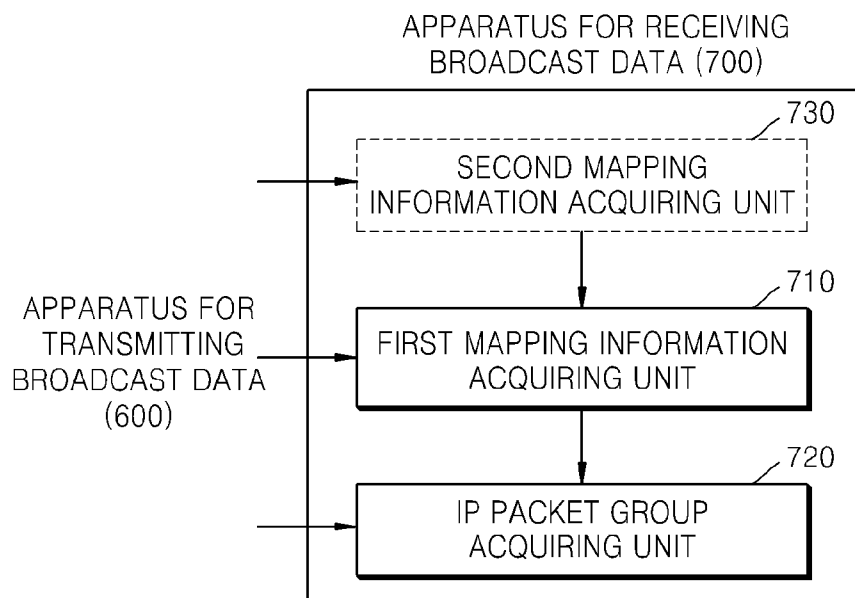 APPARATUS FOR RECEIVING
BROADCAST DATA (700)
730
SECOND MAPPING
INFORMATION ACQUIRING UNIT
710
FIRST MAPPING INFORMATION
ACQUIRING UNIT
APPARATUS FOR
TRANSMITTING
BROADCAST DATA
(600)
720
IP PACKET GROUP
ACQUIRING UNIT